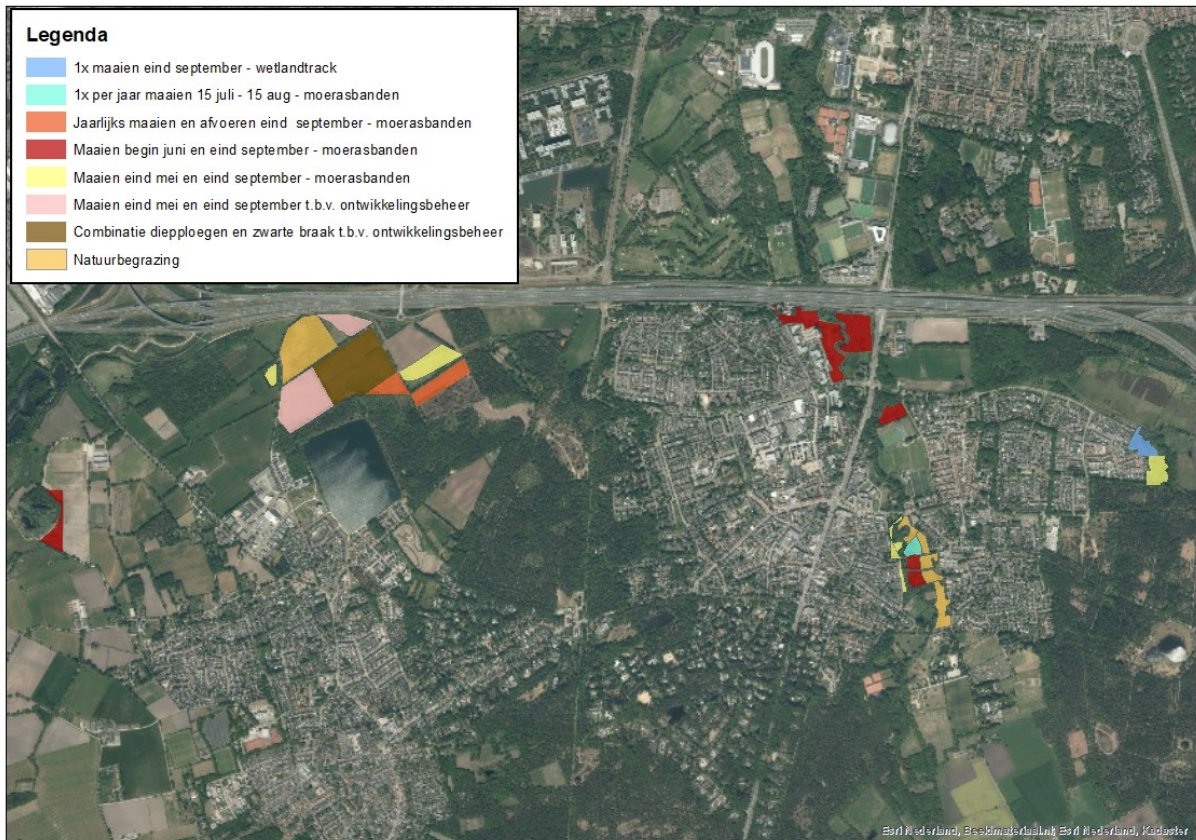 Legenda
1x maaien eind september - wetlandtrack
1x per jaar maaien 15 juli - 15 aug - moerasbanden
Jaarlijks maaien en afvoeren eind september - moerasbanden
Maaien begin juni en eind september - moerasbanden
Maaien eind mei en eind september - moerasbanden
Maaien eind mei en eind september t.b.v. ontwikkelingsbeheer
Combinatie diepploegen en zwarte braak t.b.v. ontwikkelingsbeheer
Natuurbegrazing
Esri Nederland, Beeldmateriaal.nl, Esri Nederland, Kadaster